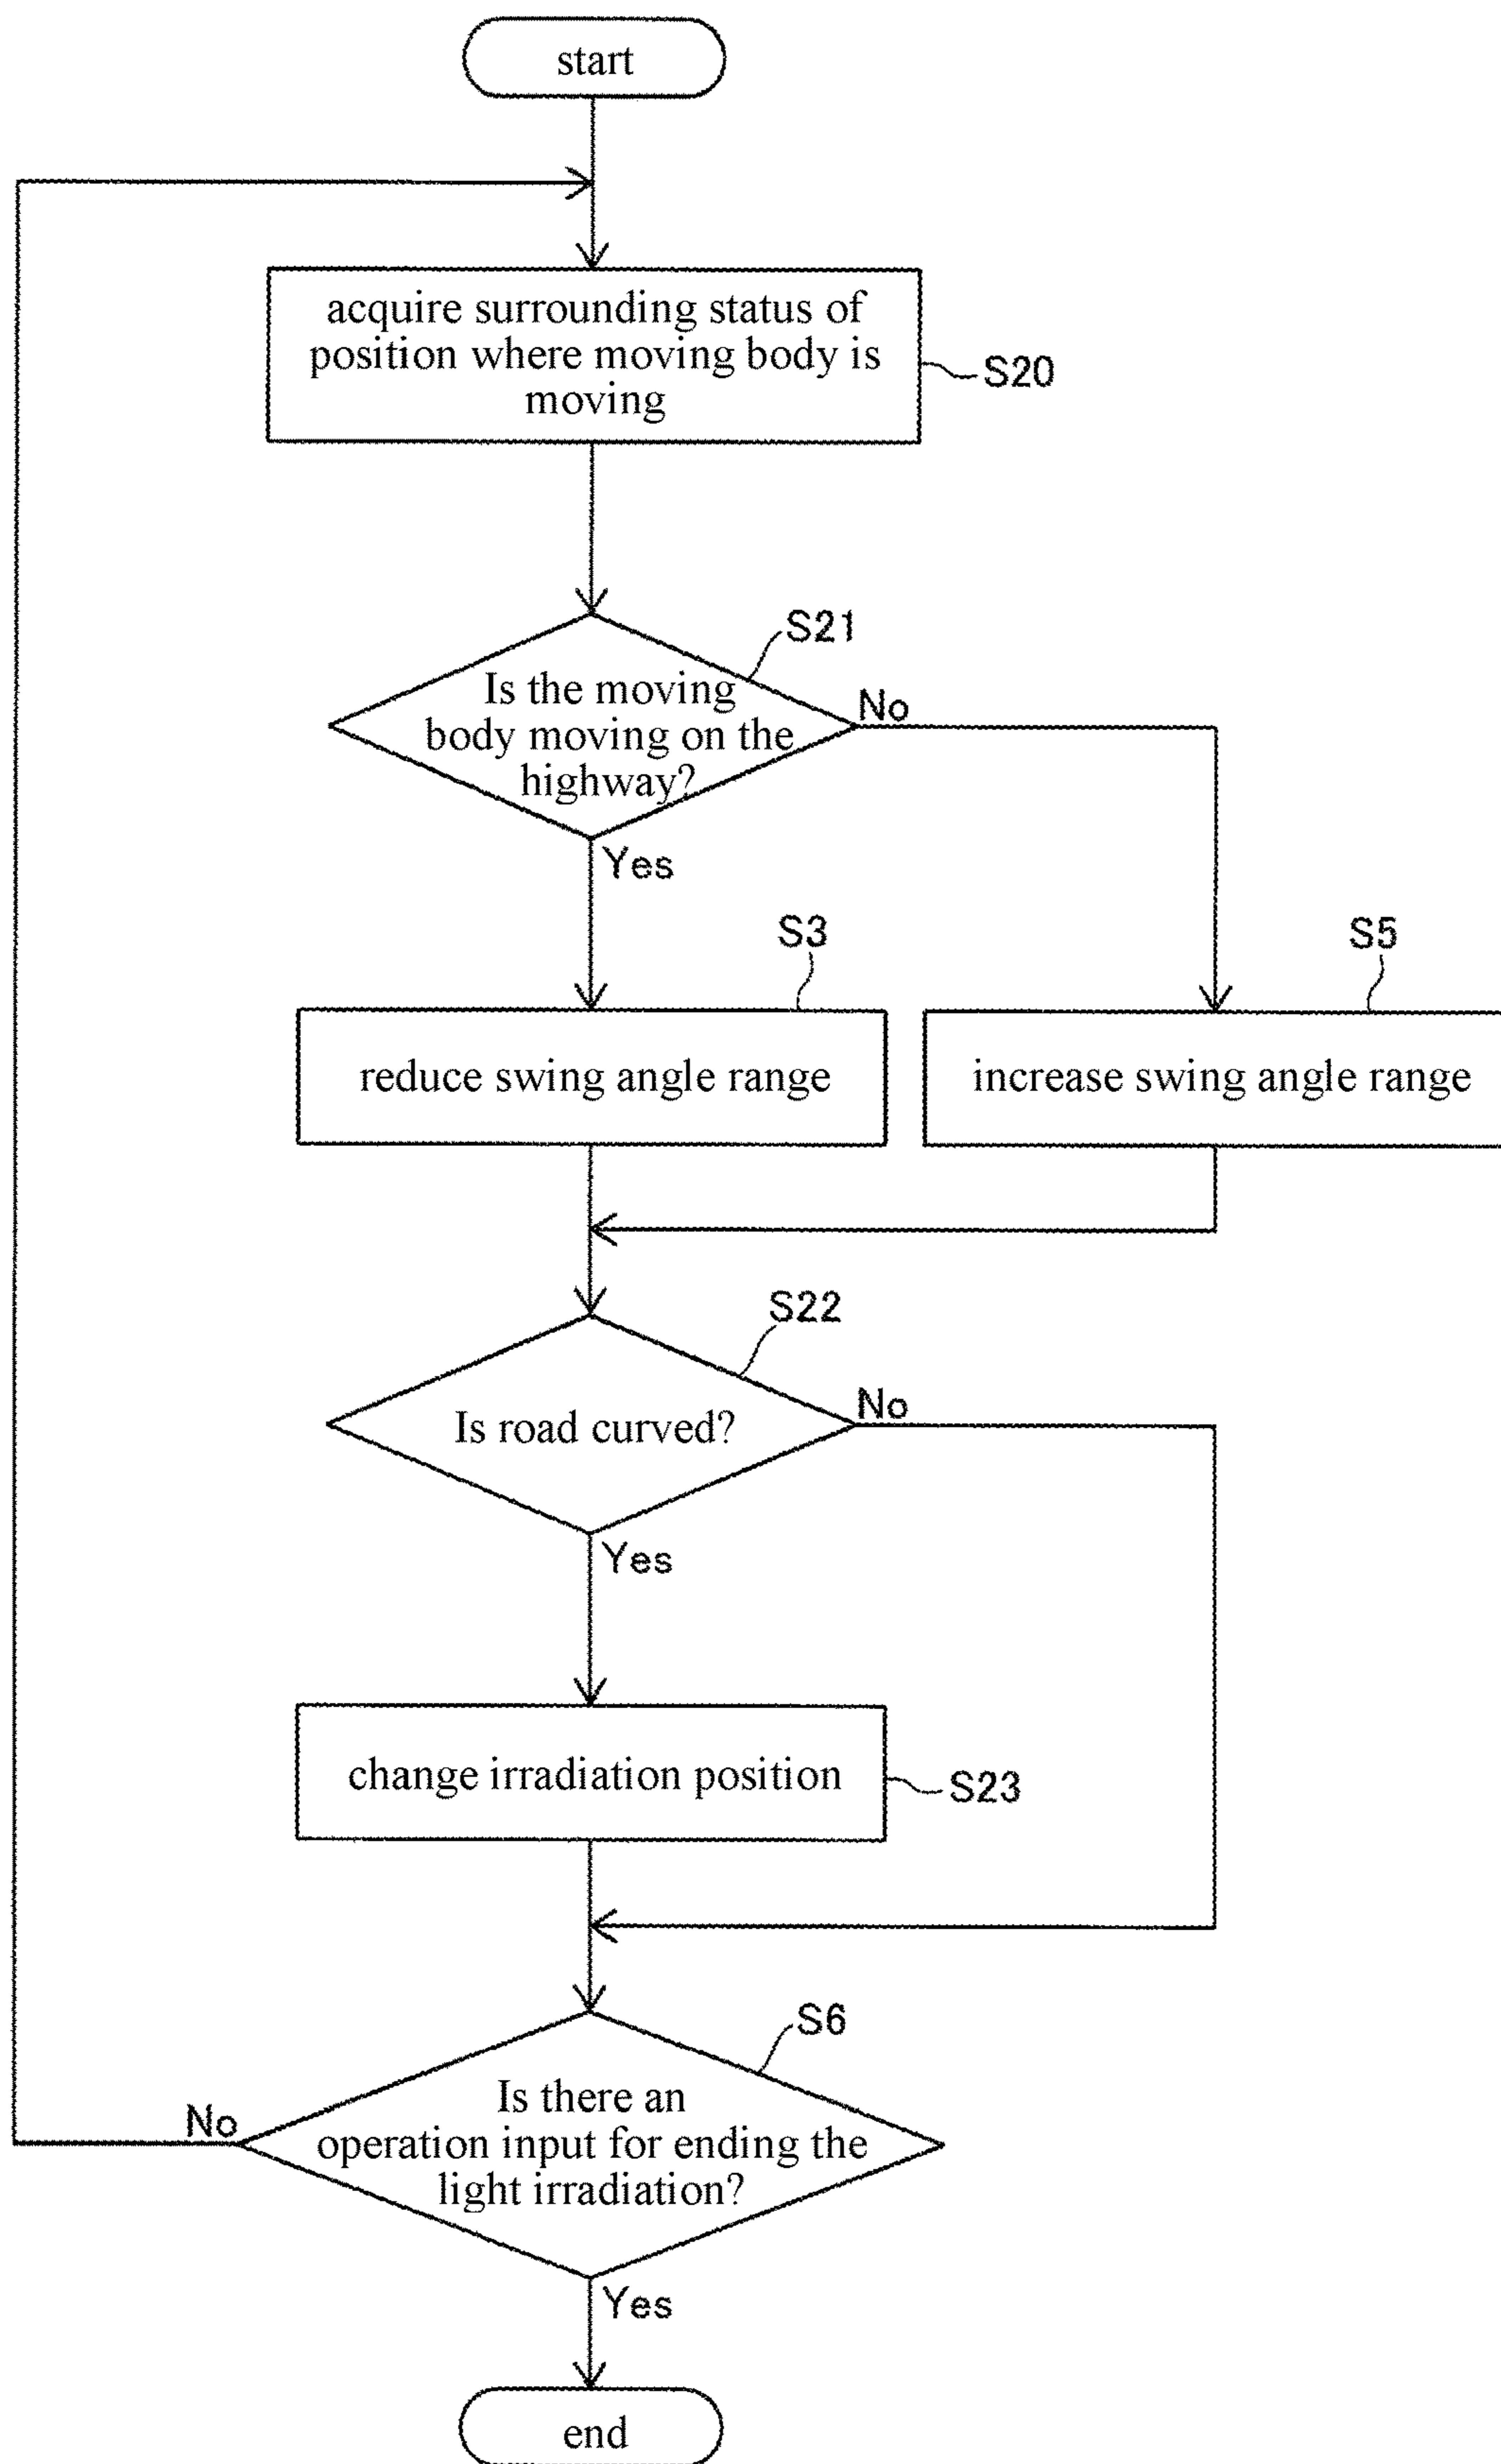 start
acquire surrounding status of
position where moving body is
moving
S20
S21
Is the moving
body moving on the
highway?
No
Yes
S3
reduce swing angle range
S5
increase swing angle range
S22
Is road curved?
No
Yes
change irradiation position
S23
S6
Is there an
operation input for ending the
light irradiation?
No
Yes
end